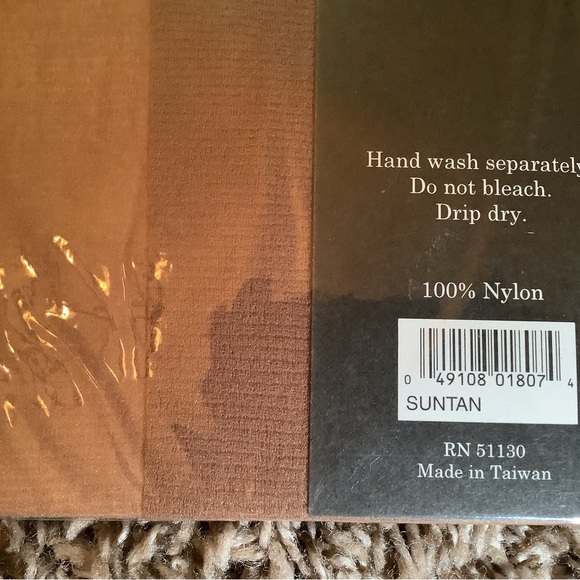 Hand wash separately
Do not bleach.
Drip dry.
100% Nylon
0 49108 01807 4
SUNTAN
RN 51130
Made in Taiwan